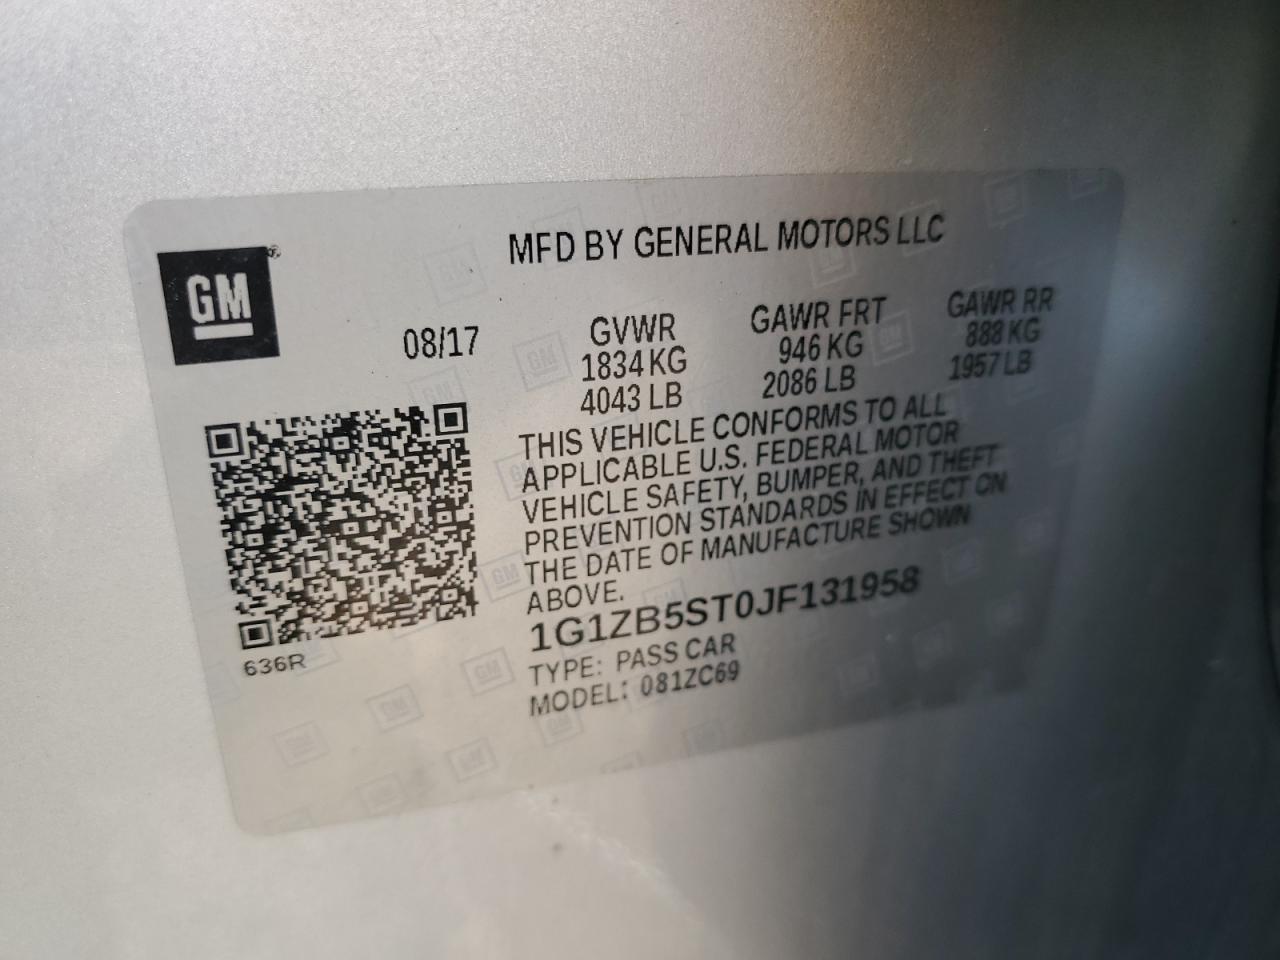 MFD BY GENERAL MOTORS LLC
GM
08/17
GVWR
1834 KG
4043 LB
GAWR FRT
946 KG
2086 LB
GAWR RR
888 KG
1957 LB
THIS VEHICLE CONFORMS TO ALL
APPLICABLE U.S. FEDERAL MOTOR
VEHICLE SAFETY, BUMPER, AND THEFT
PREVENTION STANDARDS IN EFFECT ON
THE DATE OF MANUFACTURE SHOWN
ABOVE.
1G1ZB5ST0JF131958
TYPE: PASS CAR
MODEL: 081ZC69
636R